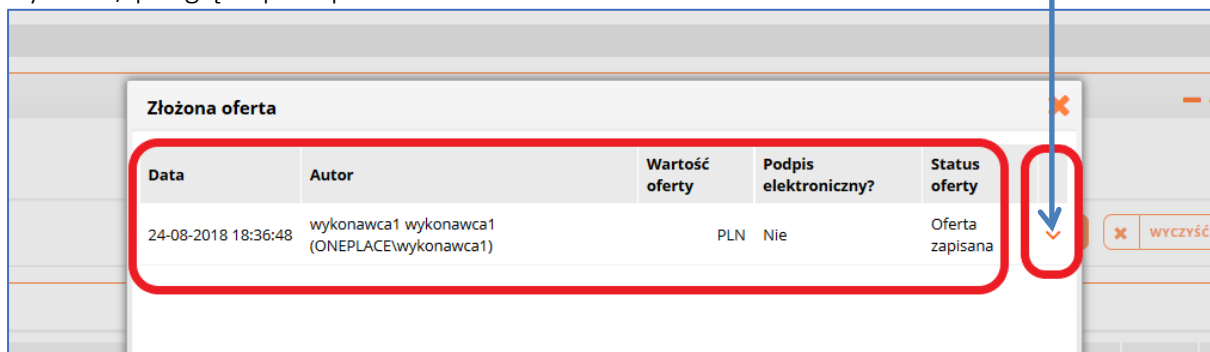 Złożona oferta
Data Autor Wartość oferty Podpis elektroniczny? Status oferty
24-08-2018 18:36:48 wykonawca1 wykonawca1 (ONEPLACE\wykonawca1) PLN Nie Oferta zapisana
WYCZYŚĆ